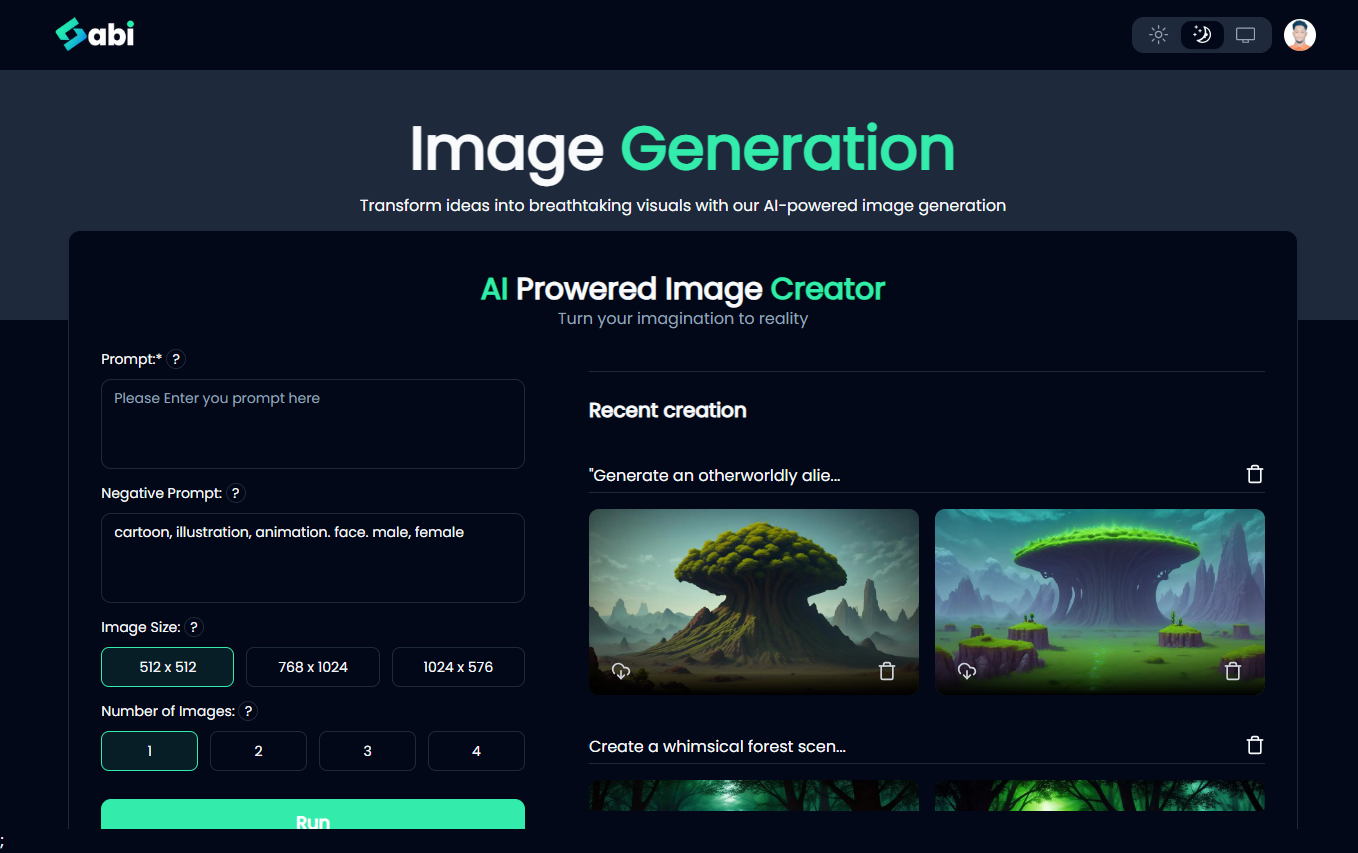 Sabi
Image Generation
Transform ideas into breathtaking visuals with our AI-powered image generation
AI Prowered Image Creator
Turn your imagination to reality
Prompt:* ?
Please Enter you prompt here
Negative Prompt: ?
cartoon, illustration, animation. face. male, female
Image Size: ?
512 x 512
768 x 1024
1024 x 576
Number of Images: ?
1
2
3
4
Run
Recent creation
"Generate an otherworldly alie...
Create a whimsical forest scen...
;